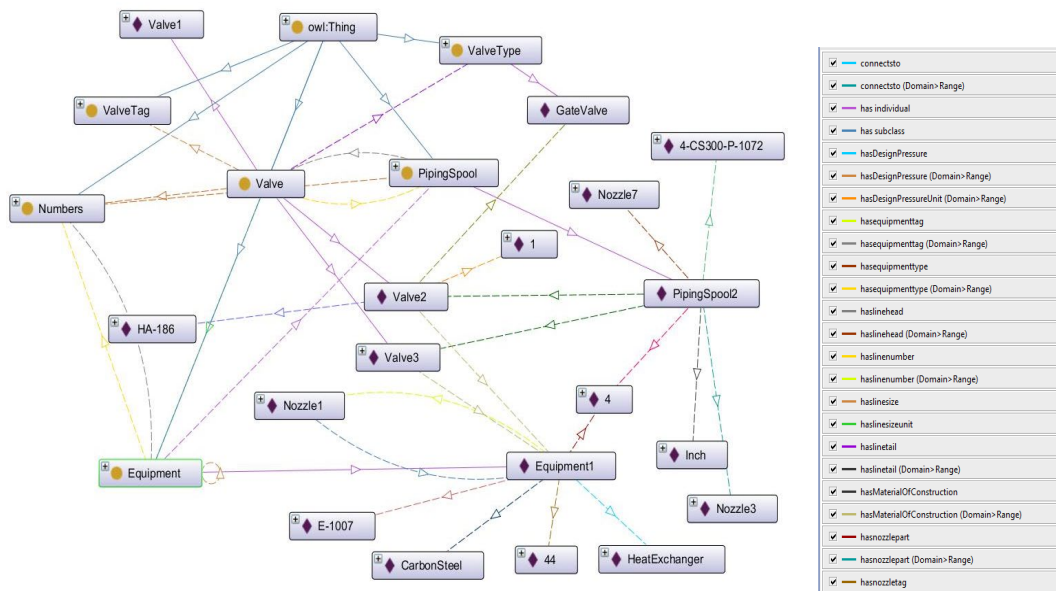 Valve1
owl:Thing
ValveType
ValveTag
GateValve
4-CS300-P-1072
Valve
PipingSpool
Numbers
Nozzle7
1
Valve2
PipingSpool2
HA-186
Valve3
Nozzle1
4
Inch
Equipment
Equipment1
E-1007
Nozzle3
CarbonSteel
44
HeatExchanger
connectsto
connectsto (Domain>Range)
has individual
has subclass
hasDesignPressure
hasDesignPressure (Domain>Range)
hasDesignPressureUnit (Domain>Range)
hasequipmenttag
hasequipmenttag (Domain>Range)
hasequipmenttype
hasequipmenttype (Domain>Range)
haslinehead
haslinehead (Domain>Range)
haslinenumber
haslinenumber (Domain>Range)
haslinesize
haslinesizeunit
haslinetail
haslinetail (Domain>Range)
hasMaterialOfConstruction
hasMaterialOfConstruction (Domain>Range)
hasnozzlepart
hasnozzlepart (Domain>Range)
hasnozzletag